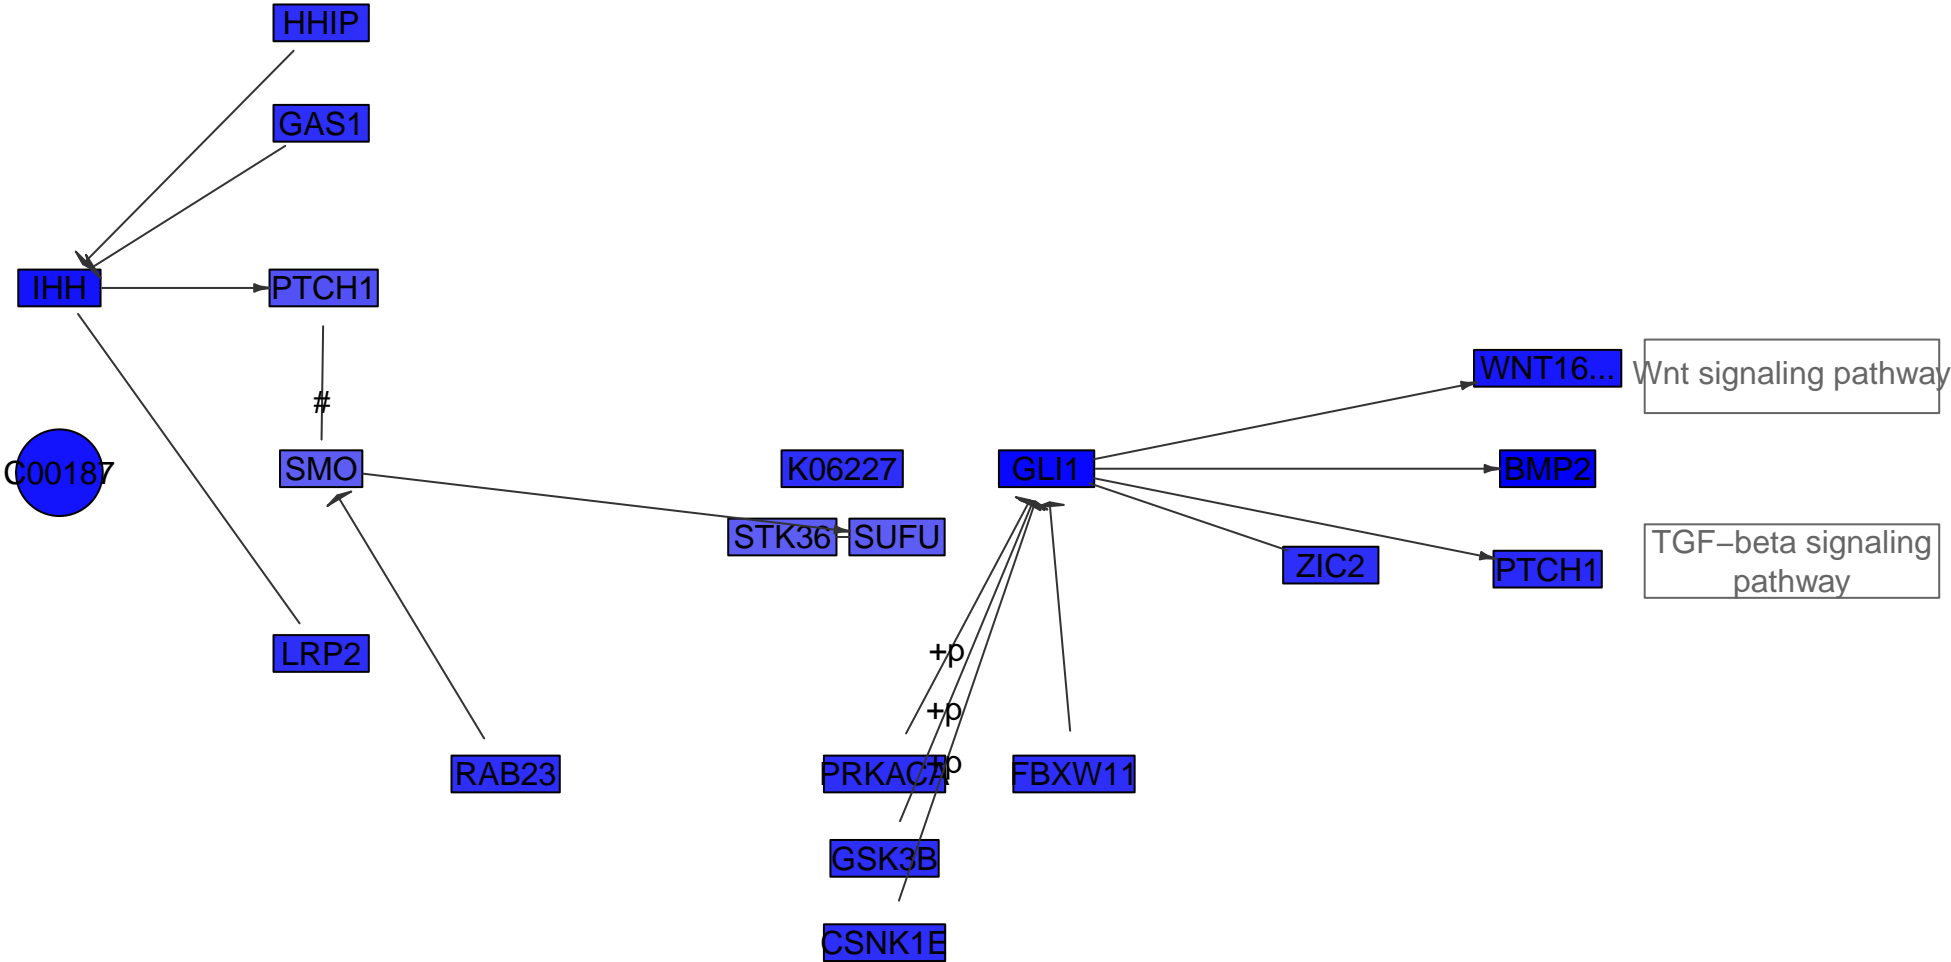 HHIP
GAS1
IHH
PTCH1
#
WNT16...
Wnt signaling pathway
C00187
SMO
K06227
GLI1
BMP2
STK36
SUFU
ZIC2
PTCH1
TGF−beta signaling
pathway
LRP2
+p
+p
+p
RAB23
PRKACA
FBXW11
GSK3B
CSNK1E